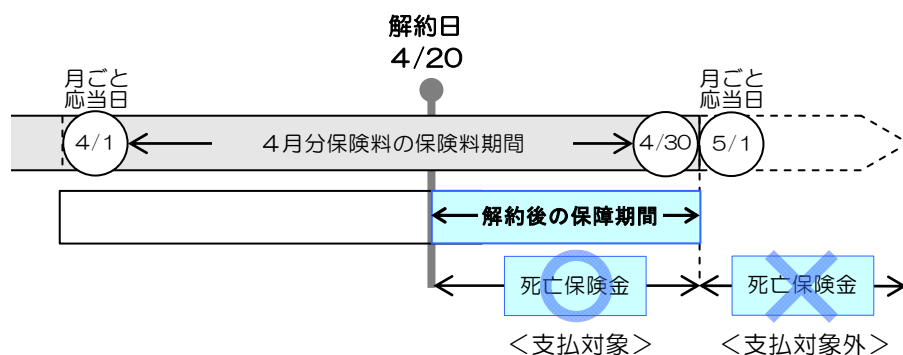 解約日
4/20
月ごと
応当日
月ごと
応当日
4/1
4月分保険料の保険料期間
4/30
5/1
解約後の保障期間
死亡保険金
死亡保険金
＜支払対象＞
＜支払対象外＞